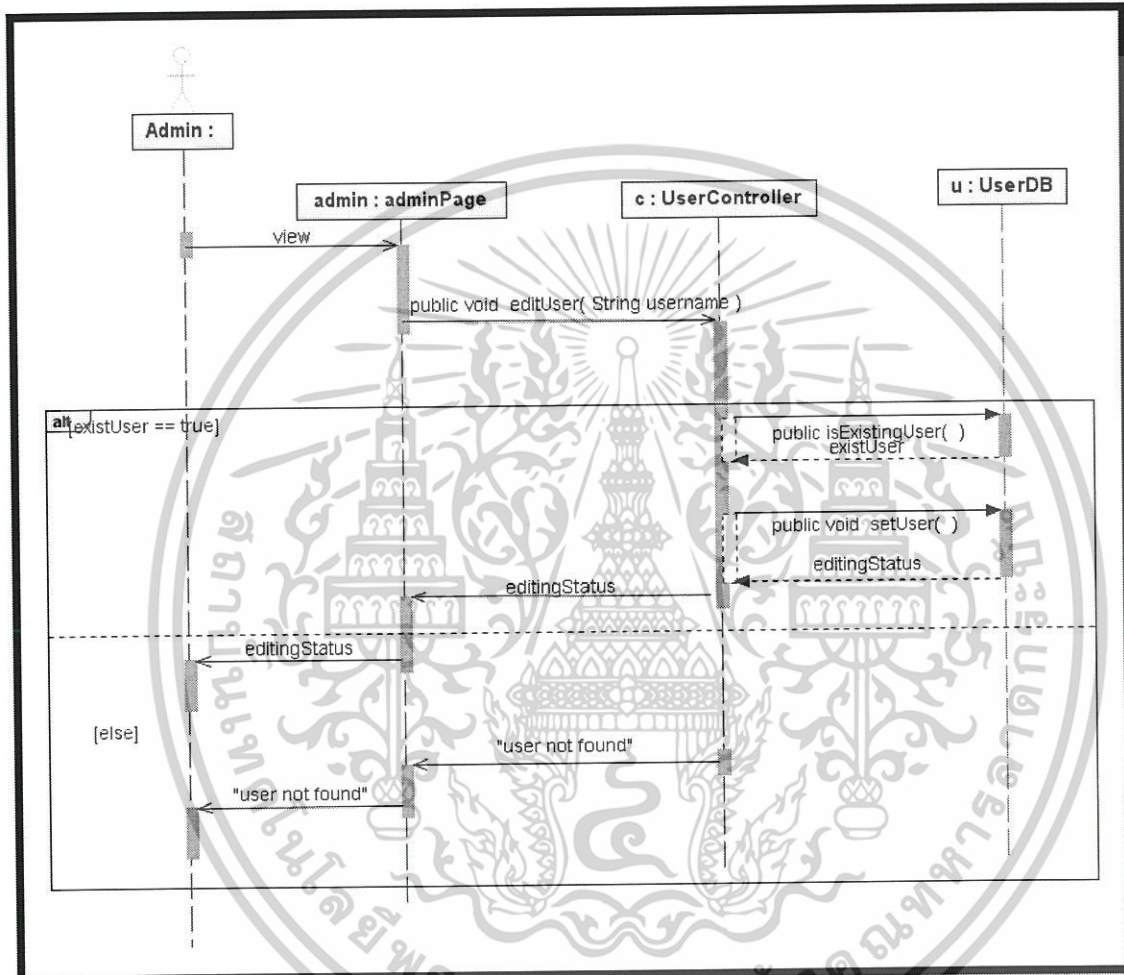 Admin :
admin : adminPage
c : UserController
u : UserDB
view
public void editUser( String username )
alt
[existUser == true]
public isExistingUser( )
existUser
public void setUser( )
editingStatus
editingStatus
editingStatus
[else]
"user not found"
"user not found"